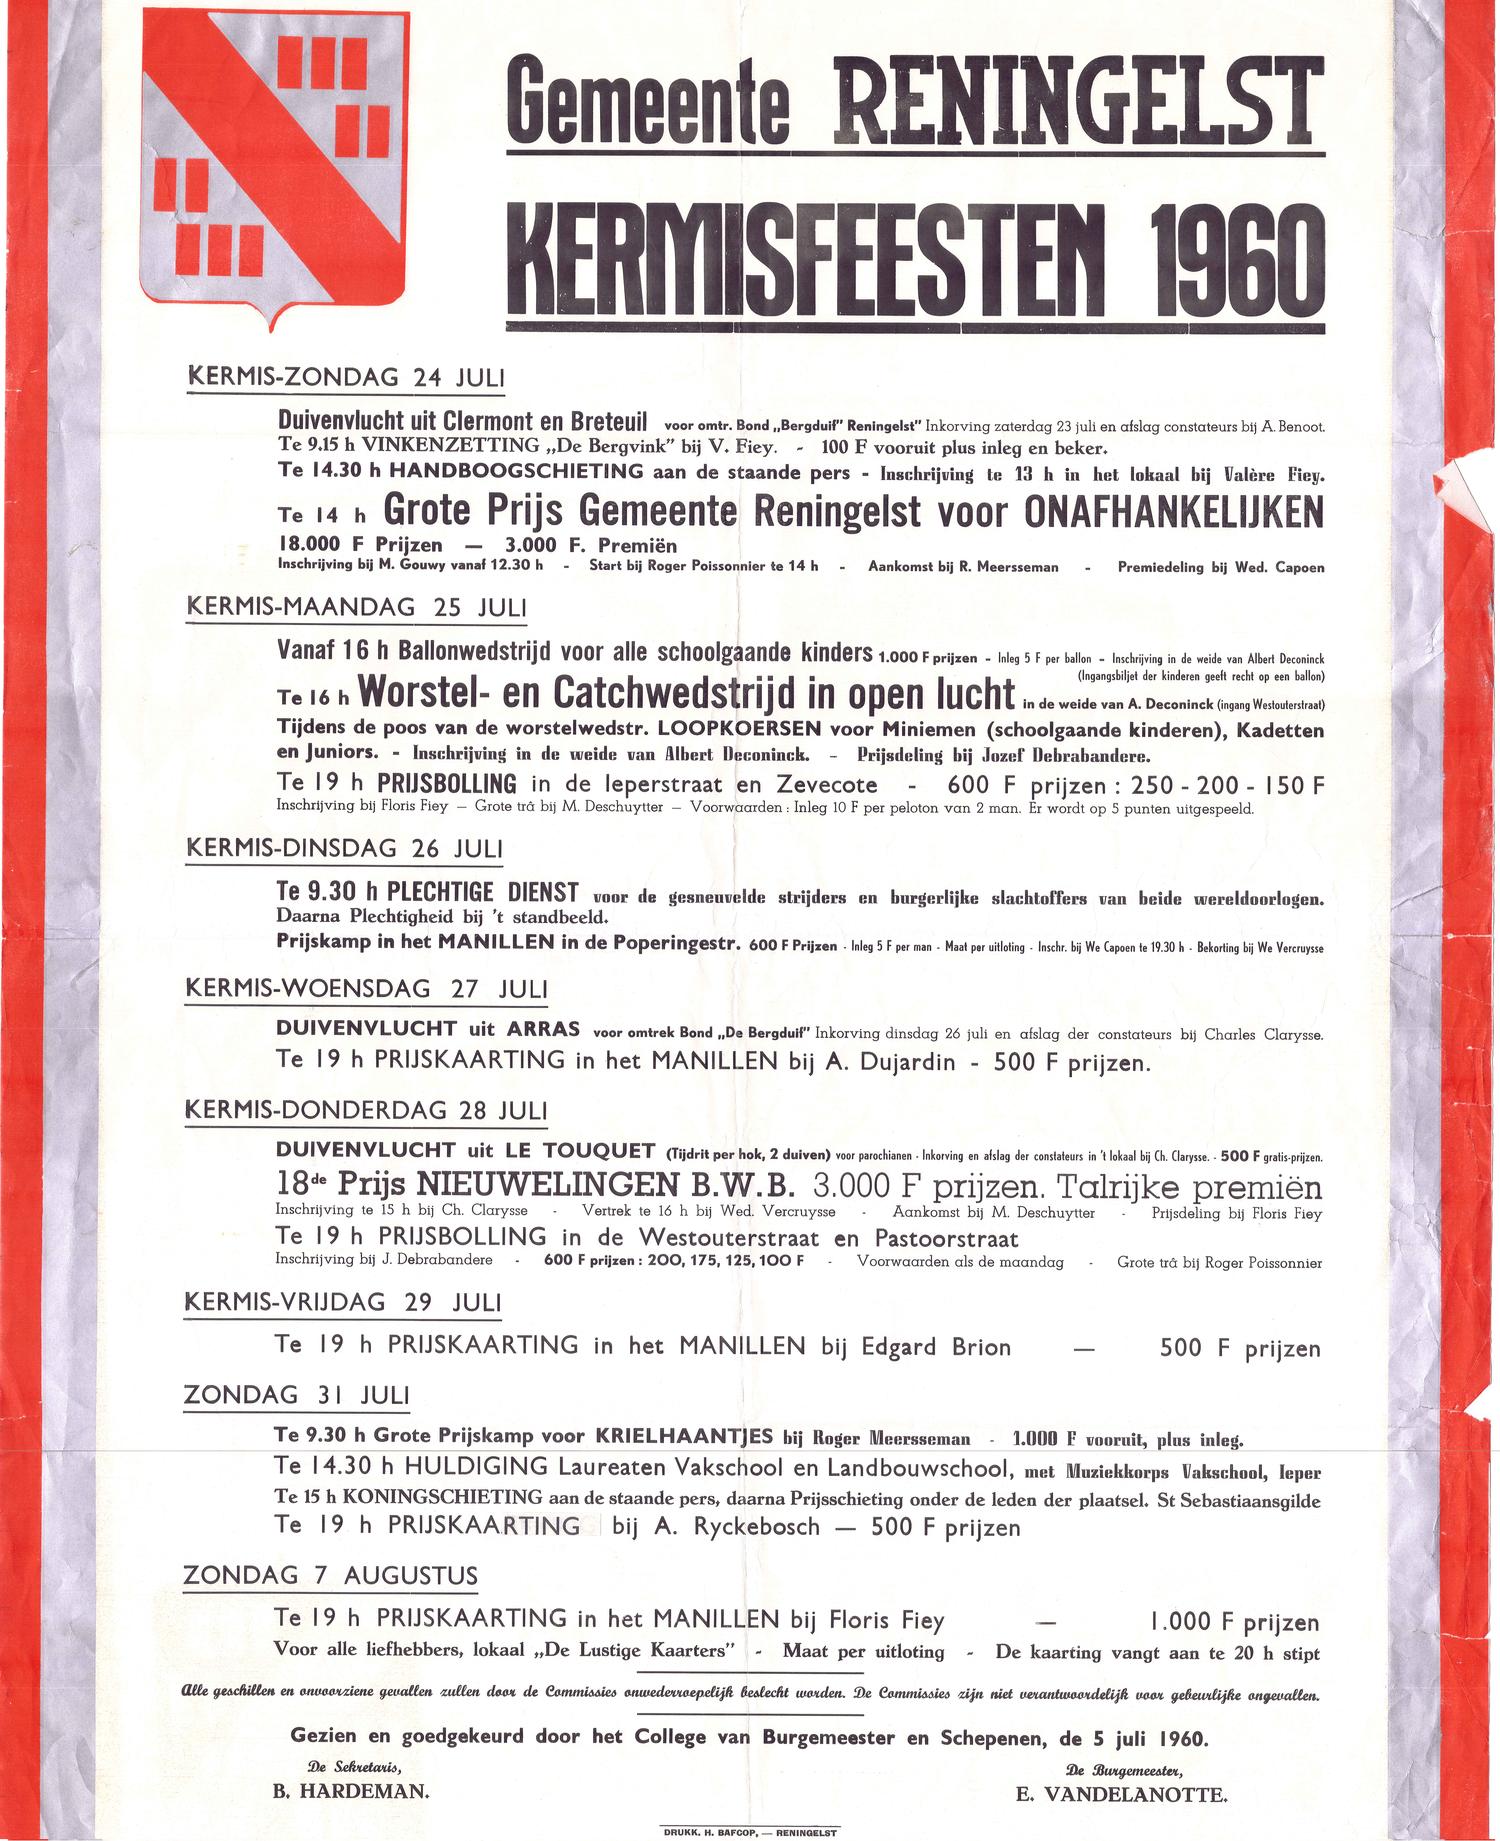 Gemeente RENINGELST
KERMISFEESTEN 1960
KERMIS-ZONDAG 24 JULI
Duivenvlucht uit Clermont en Breteuil voor omtr. Bond „Bergduif” Reningelst” Inkorving zaterdag 23 juli en afslag constateurs bij A. Benoot.
Te 9.15 h VINKENZETTING „De Bergvink” bij V. Fiey. - 100 F vooruit plus inleg en beker.
Te 14.30 h HANDBOOGSCHIETING aan de staande pers - Inschrijving te 13 h in het lokaal bij Valère Fiey.
Te 14 h Grote Prijs Gemeente Reningelst voor ONAFHANKELIJKEN
18.000 F Prijzen — 3.000 F. Premiën
Inschrijving bij M. Gouwy vanaf 12.30 h - Start bij Roger Poissonnier te 14 h - Aankomst bij R. Meersseman - Premiedeling bij Wed. Capoen
KERMIS-MAANDAG 25 JULI
Vanaf 16 h Ballonwedstrijd voor alle schoolgaande kinders 1.000 F prijzen - Inleg 5 F per ballon - Inschrijving in de weide van Albert Deconinck
(Ingangsbiljet der kinderen geeft recht op een ballon)
Te 16 h Worstel- en Catchwedstrijd in open lucht in de weide van A. Deconinck (ingang Westouterstraat)
Tijdens de poos van de worstelwedstr. LOOPKOERSEN voor Miniemen (schoolgaande kinderen), Kadetten
en Juniors. - Inschrijving in de weide van Albert Deconinck. - Prijsdeling bij Jozef Debrabandere.
Te 19 h PRIJSBOLLING in de Ieperstraat en Zevecote - 600 F prijzen : 250 - 200 - 150 F
Inschrijving bij Floris Fiey — Grote trâ bij M. Deschuytter — Voorwaarden : Inleg 10 F per peloton van 2 man. Er wordt op 5 punten uitgespeeld.
KERMIS-DINSDAG 26 JULI
Te 9.30 h PLECHTIGE DIENST voor de gesneuvelde strijders en burgerlijke slachtoffers van beide wereldoorlogen.
Daarna Plechtigheid bij 't standbeeld.
Prijskamp in het MANILLEN in de Poperingestr. 600 F Prijzen - Inleg 5 F per man - Maat per uitloting - Inschr. bij We Capoen te 19.30 h - Bekorting bij We Vercruysse
KERMIS-WOENSDAG 27 JULI
DUIVENVLUCHT uit ARRAS voor omtrek Bond „De Bergduif” Inkorving dinsdag 26 juli en afslag der constateurs bij Charles Clarysse.
Te 19 h PRIJSKAARTING in het MANILLEN bij A. Dujardin - 500 F prijzen.
KERMIS-DONDERDAG 28 JULI
DUIVENVLUCHT uit LE TOUQUET (Tijdrit per hok, 2 duiven) voor parochianen - Inkorving en afslag der constateurs in 't lokaal bij Ch. Clarysse. - 500 F gratis-prijzen.
18de Prijs NIEUWELINGEN B.W.B. 3.000 F prijzen. Talrijke premiën
Inschrijving te 15 h bij Ch. Clarysse - Vertrek te 16 h bij Wed. Vercruysse - Aankomst bij M. Deschuytter - Prijsdeling bij Floris Fiey
Te 19 h PRIJSBOLLING in de Westouterstraat en Pastoorstraat
Inschrijving bij J. Debrabandere - 600 F prijzen : 200, 175, 125, 100 F - Voorwaarden als de maandag - Grote trâ bij Roger Poissonnier
KERMIS-VRIJDAG 29 JULI
Te 19 h PRIJSKAARTING in het MANILLEN bij Edgard Brion — 500 F prijzen
ZONDAG 31 JULI
Te 9.30 h Grote Prijskamp voor KRIELHAANTJES bij Roger Meersseman - 1.000 F vooruit, plus inleg.
Te 14.30 h HULDIGING Laureaten Vakschool en Landbouwschool, met Muziekkorps Vakschool, Ieper
Te 15 h KONINGSCHIETING aan de staande pers, daarna Prijsschieting onder de leden der plaatsel. St Sebastiaansgilde
Te 19 h PRIJSKAARTING bij A. Ryckebosch — 500 F prijzen
ZONDAG 7 AUGUSTUS
Te 19 h PRIJSKAARTING in het MANILLEN bij Floris Fiey — 1.000 F prijzen
Voor alle liefhebbers, lokaal „De Lustige Kaarters” - Maat per uitloting - De kaarting vangt aan te 20 h stipt
Alle geschillen en onvoorziene gevallen zullen door de Commissies onwederroepelijk beslecht worden. De Commissies zijn niet verantwoordelijk voor gebeurlijke ongevallen.
Gezien en goedgekeurd door het College van Burgemeester en Schepenen, de 5 juli 1960.
De Sekretaris,
B. HARDEMAN.
De Burgemeester,
E. VANDELANOTTE.
DRUKK. H. BAFCOP, — RENINGELST